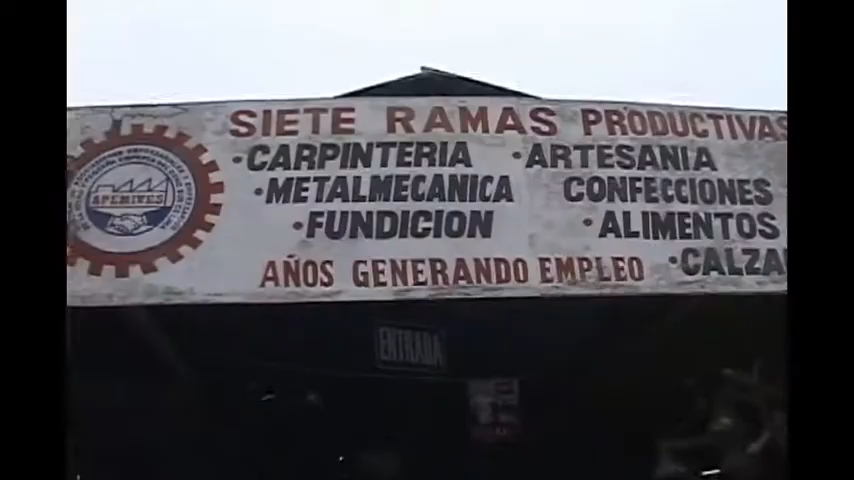 SIETE RAMAS PRODUCTIVAS
•CARPINTERIA
•ARTESANIA
•METALMECANICA
CONFECCIONES
•FUNDICION
•ALIMENTOS
•CALZA
AÑOS GENERANDO EMPLEO
APEMIVES
ENTRADA